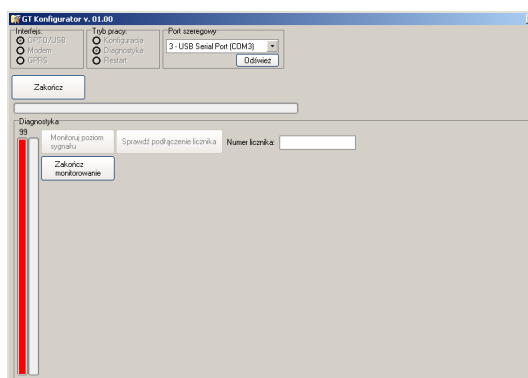 GT Konfigurator v. 01.00
Interfejs: Tryb pracy: Port szeregowy
OPTO/USB Konfiguracja 3 - USB Serial Port (COM3)
Modem Diagnostyka Odśwież
GPRS Restart
Zakończ
Diagnostyka
99
Monitoruj poziom
sygnału
Sprawdź podłączenie licznika
Numer licznika:
Zakończ
monitorowanie